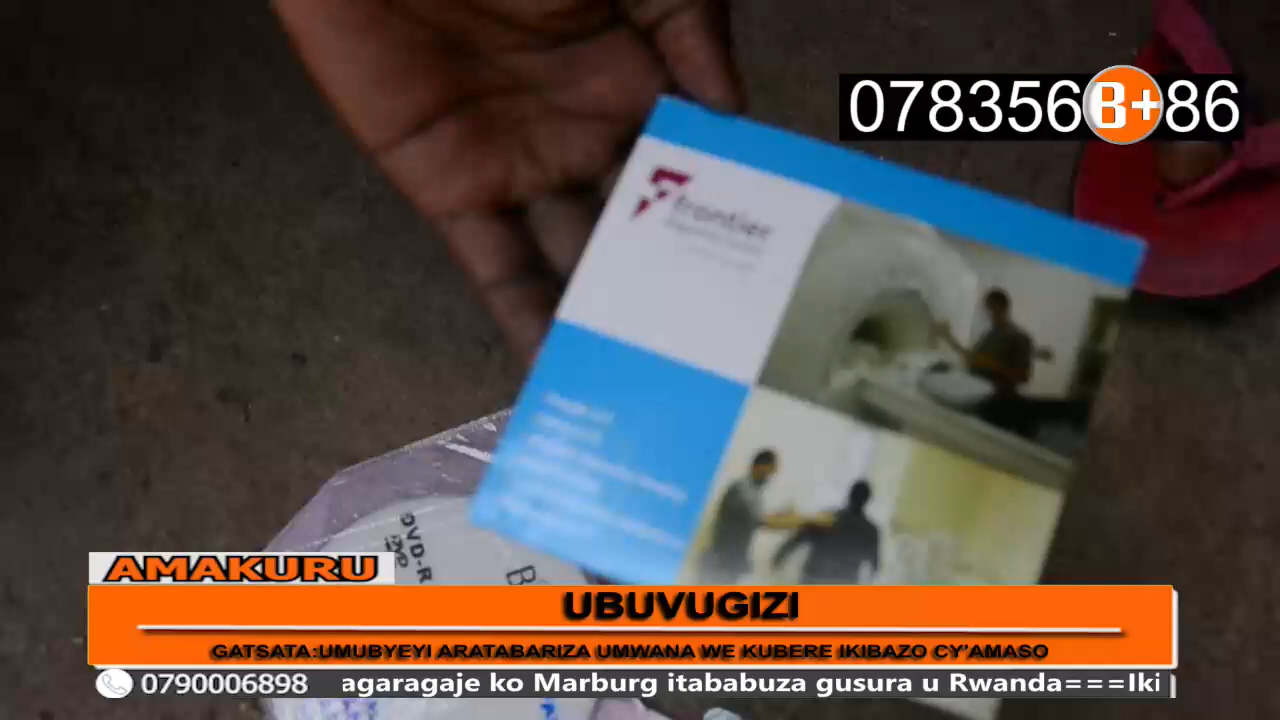 078356 B+ 86
frontier
DVD-R
AMAKURU
UBUVUGIZI
GATSATA:UMUBYEYI ARATABARIZA UMWANA WE KUBERE IKIBAZO CY'AMASO
0790006898 agaragaje ko Marburg itababuza gusura u Rwanda===Iki